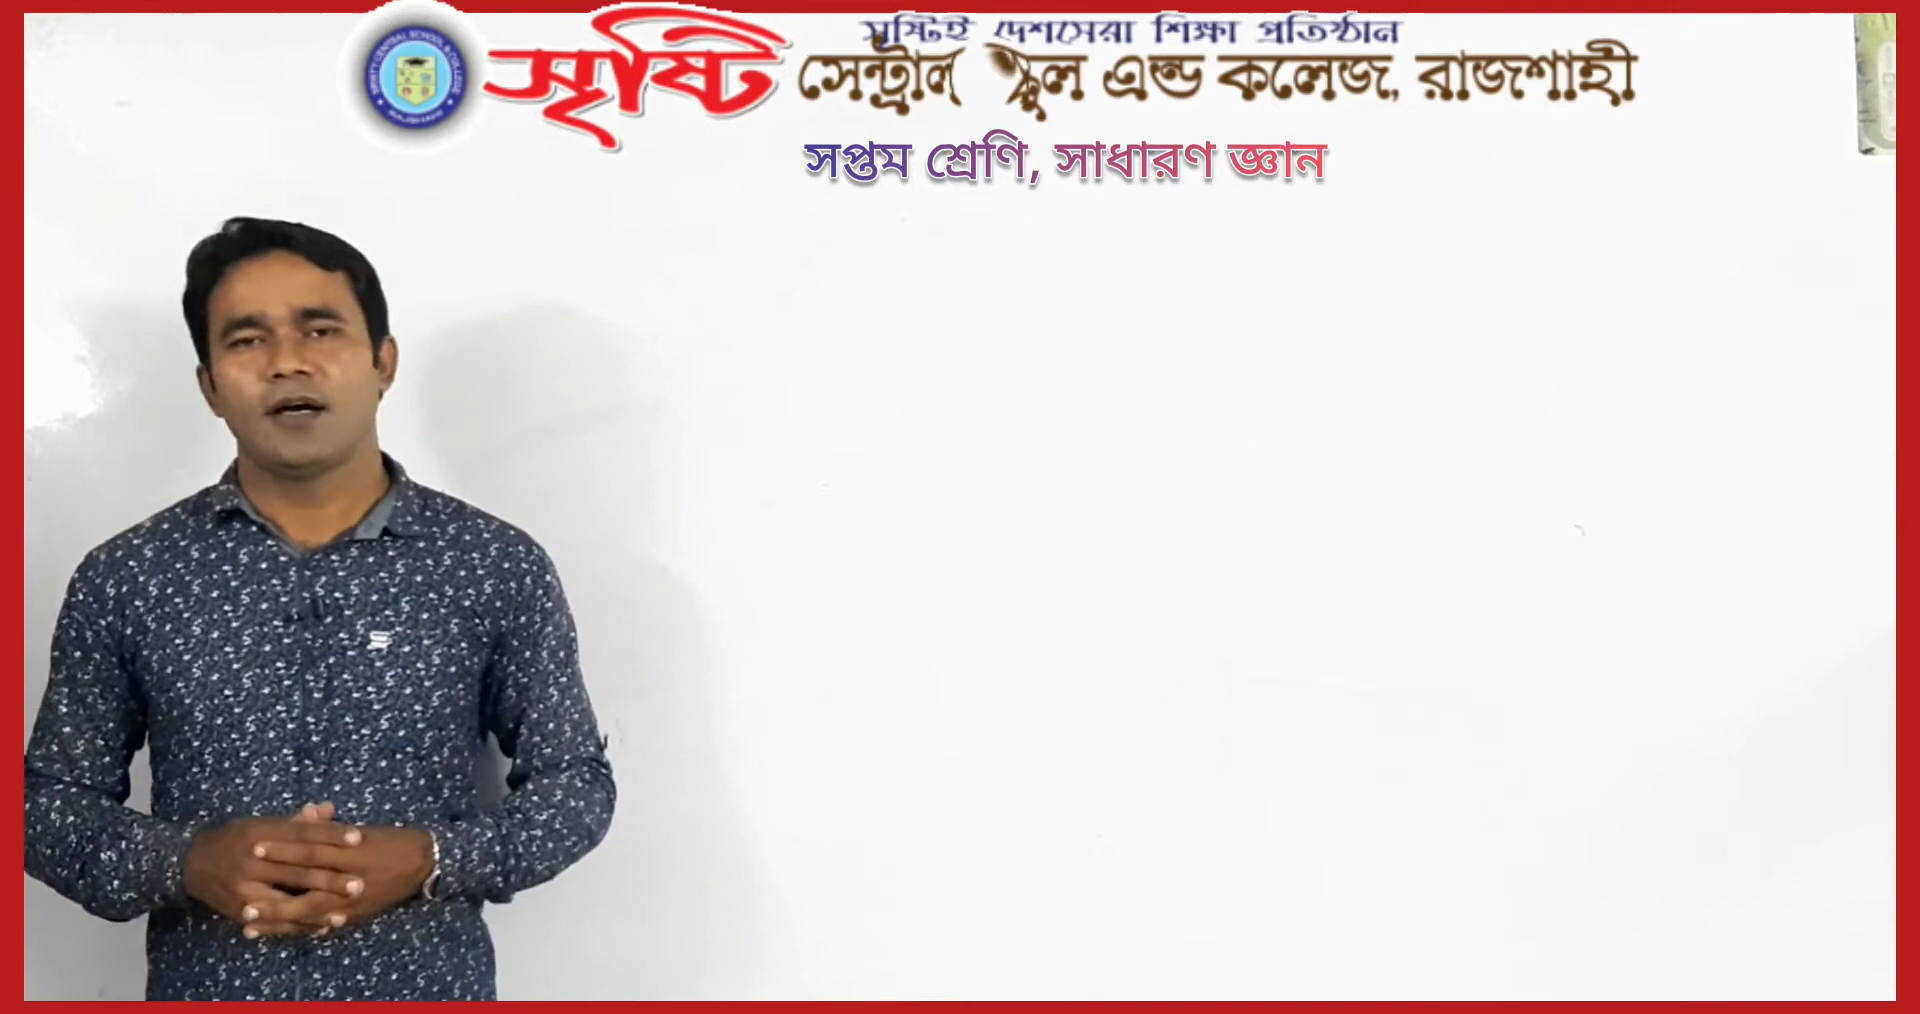 সৃষ্টিই দেশসেরা শিক্ষা প্রতিষ্ঠান
সৃষ্টি সেন্ট্রাল স্কুল এন্ড কলেজ, রাজশাহী
সপ্তম শ্রেণি, সাধারণ জ্ঞান